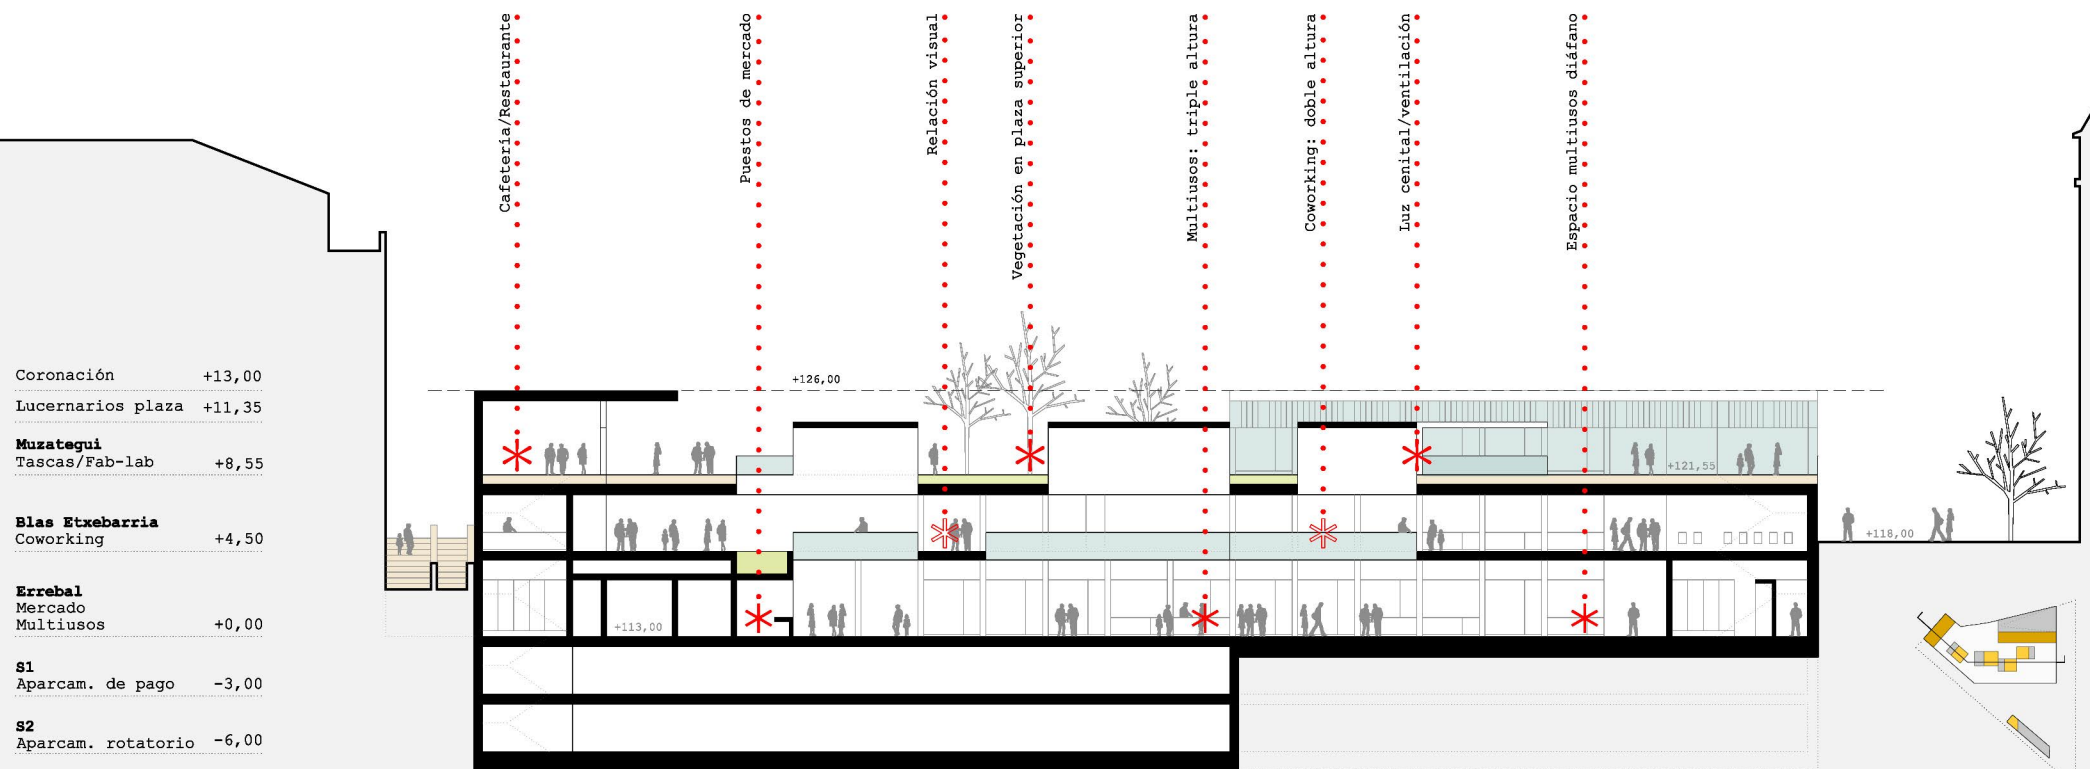 Cafetería/Restaurante
Puestos de mercado
Relación visual
Vegetación en plaza superior
Multiusos: triple altura
Coworking: doble altura
Luz cenital/ventilación
Espacio multiusos diáfano
Coronación +13,00
Lucernarios plaza +11,35
Muzategui
Tascas/Fab-lab +8,55
Blas Etxebarria
Coworking +4,50
Errebal
Mercado
Multiusos +0,00
S1
Aparcam. de pago -3,00
S2
Aparcam. rotatorio -6,00
+126,00
+121,55
+118,00
+113,00